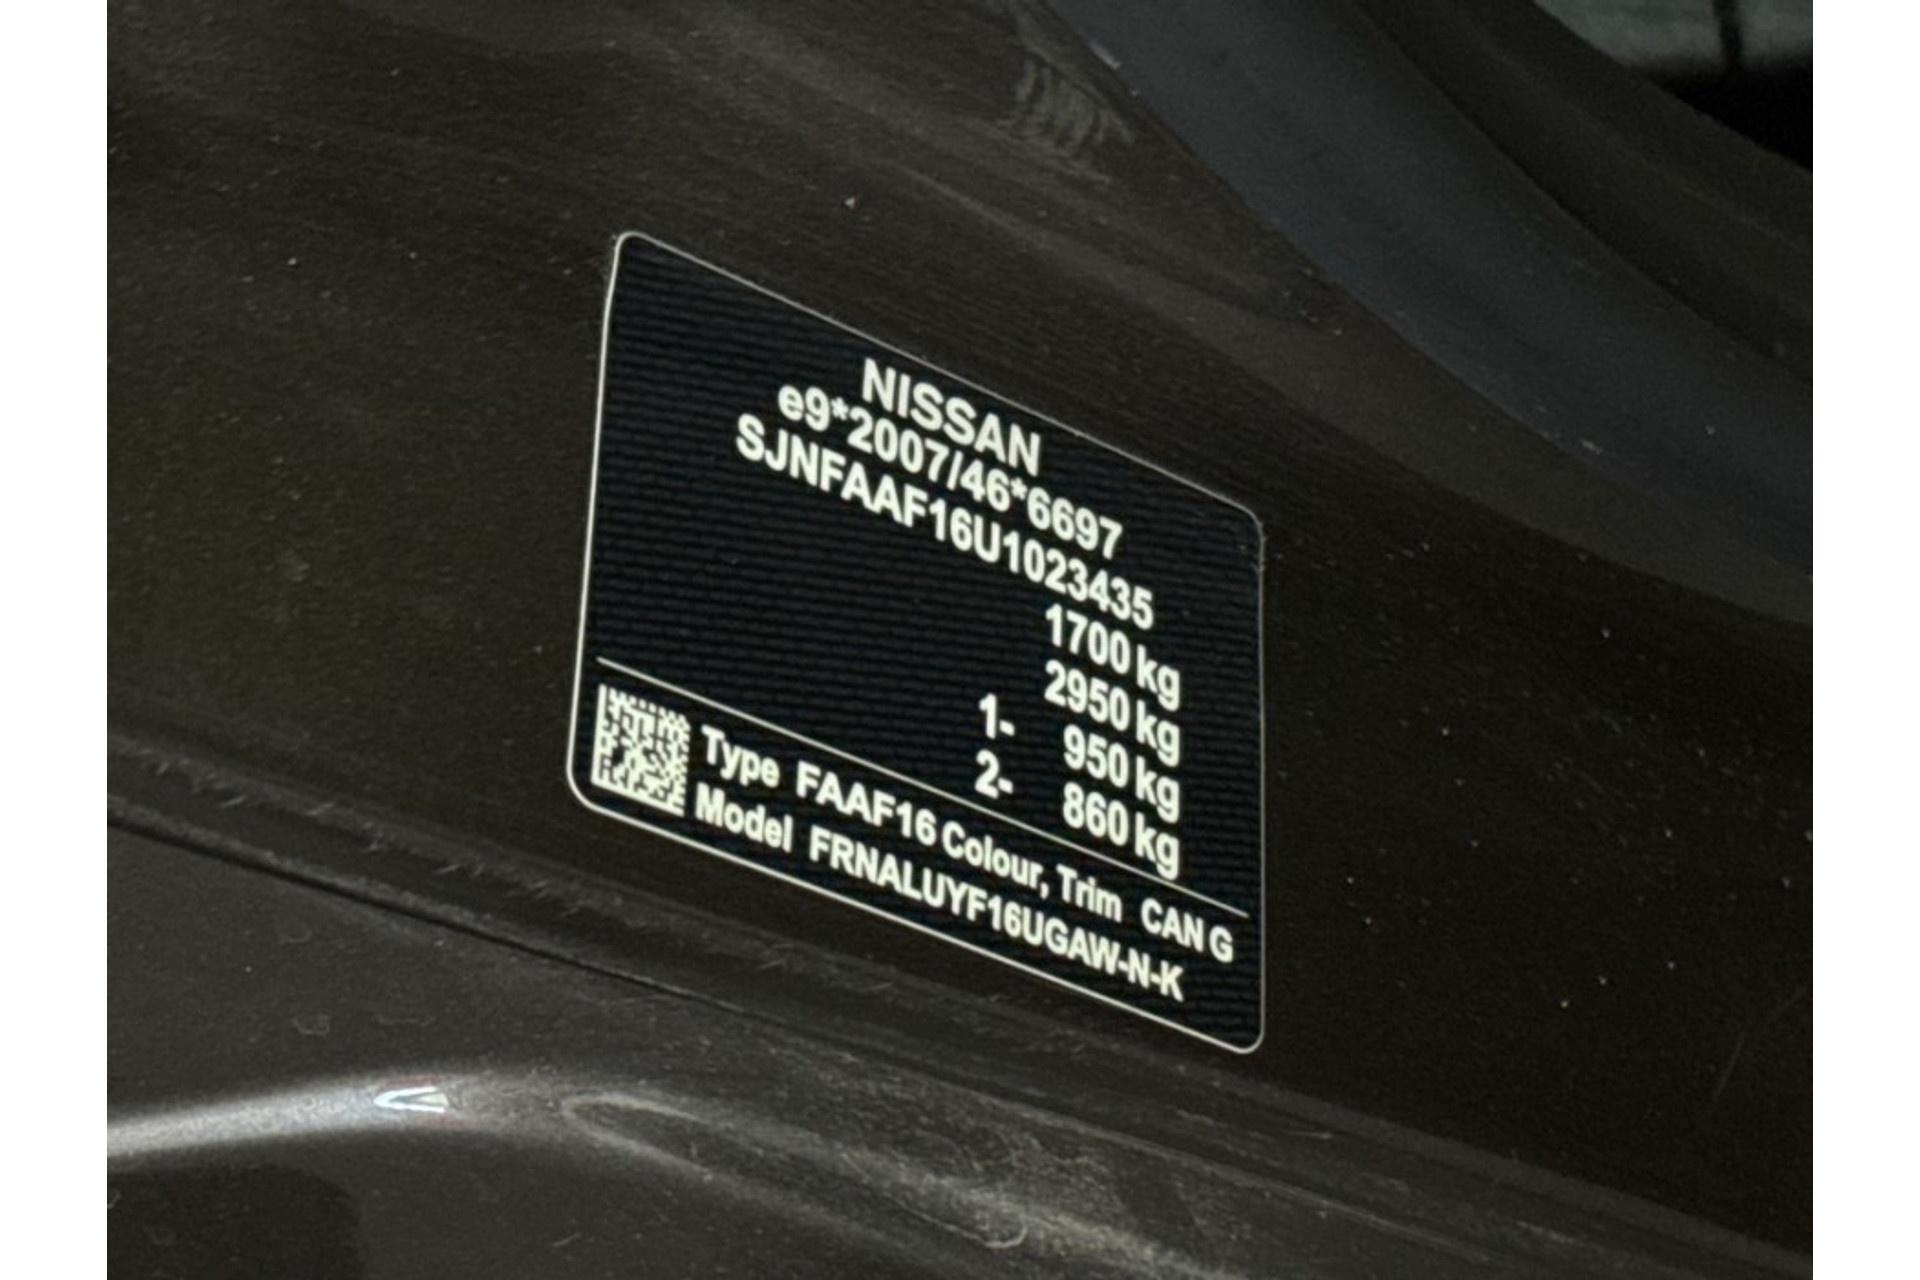 NISSAN
e9*2007/46*6697
SJNFAAF16U1023435
1700 kg
2950 kg
1- 950 kg
2- 860 kg
Type FAAF16 Colour, Trim CAN G
Model FRNALUYF16UGAW-N-K